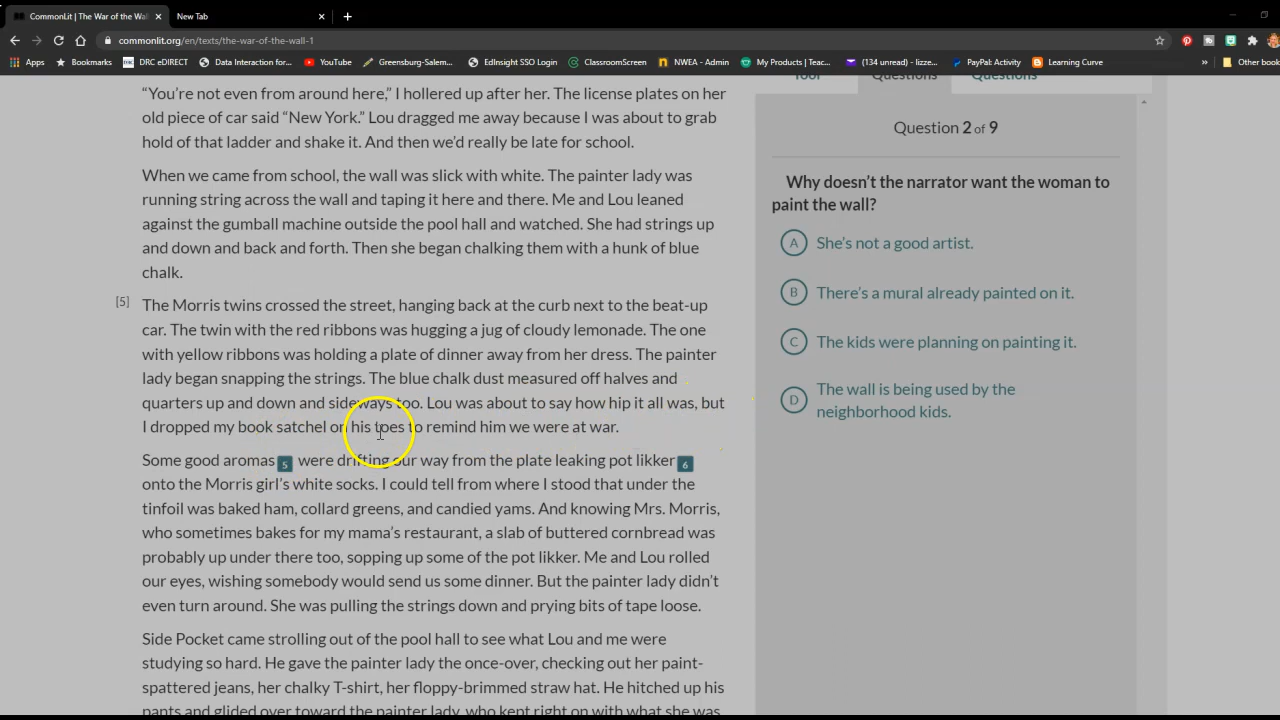 CommonLit | The War of the Wal
New Tab
commonlit.org/en/texts/the-war-of-the-wall-1
Apps
Bookmarks
DRC eDIRECT
Data Interaction for...
YouTube
Greensburg-Salem...
EdInsight SSO Login
ClassroomScreen
NWEA - Admin
My Products | Teac...
(134 unread) - lizze...
PayPal: Activity
Learning Curve
Other book
Tool
Questions
Questions
“You’re not even from around here,” I hollered up after her. The license plates on her
old piece of car said “New York.” Lou dragged me away because I was about to grab
hold of that ladder and shake it. And then we’d really be late for school.
When we came from school, the wall was slick with white. The painter lady was
running string across the wall and taping it here and there. Me and Lou leaned
against the gumball machine outside the pool hall and watched. She had strings up
and down and back and forth. Then she began chalking them with a hunk of blue
chalk.
[5]
The Morris twins crossed the street, hanging back at the curb next to the beat-up
car. The twin with the red ribbons was hugging a jug of cloudy lemonade. The one
with yellow ribbons was holding a plate of dinner away from her dress. The painter
lady began snapping the strings. The blue chalk dust measured off halves and
quarters up and down and sideways too. Lou was about to say how hip it all was, but
I dropped my book satchel on his toes to remind him we were at war.
Some good aromas 5 were drifting our way from the plate leaking pot likker 6
onto the Morris girl’s white socks. I could tell from where I stood that under the
tinfoil was baked ham, collard greens, and candied yams. And knowing Mrs. Morris,
who sometimes bakes for my mama’s restaurant, a slab of buttered cornbread was
probably up under there too, sopping up some of the pot likker. Me and Lou rolled
our eyes, wishing somebody would send us some dinner. But the painter lady didn’t
even turn around. She was pulling the strings down and prying bits of tape loose.
Side Pocket came strolling out of the pool hall to see what Lou and me were
studying so hard. He gave the painter lady the once-over, checking out her paint-
spattered jeans, her chalky T-shirt, her floppy-brimmed straw hat. He hitched up his
pants and glided over toward the painter lady, who kept right on with what she was
Question 2 of 9
Why doesn’t the narrator want the woman to
paint the wall?
A She’s not a good artist.
B There’s a mural already painted on it.
C The kids were planning on painting it.
D The wall is being used by the
neighborhood kids.